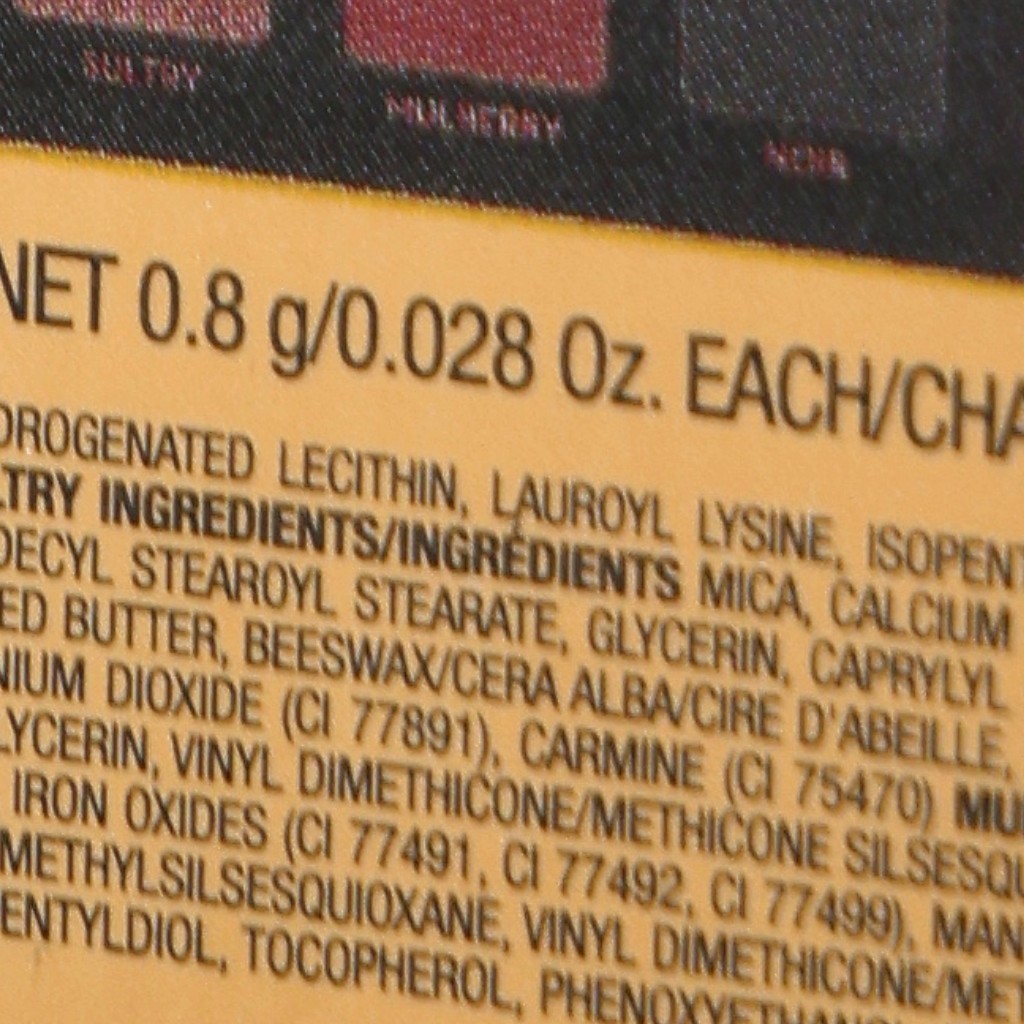 SULTRY
MULBERRY
NOIR
NET 0.8 g/0.028 Oz. EACH/CHA
DROGENATED LECITHIN, LAUROYL LYSINE, ISOPENT
LTRY INGREDIENTS/INGRÉDIENTS MICA, CALCIUM
DECYL STEAROYL STEARATE, GLYCERIN, CAPRYLYL
ED BUTTER, BEESWAX/CERA ALBA/CIRE D'ABEILLE,
NIUM DIOXIDE (CI 77891), CARMINE (CI 75470) MU
LYCERIN, VINYL DIMETHICONE/METHICONE SILSESQU
IRON OXIDES (CI 77491, CI 77492, CI 77499), MAN
METHYLSILSESQUIOXANE, VINYL DIMETHICONE/MET
ENTYLDIOL, TOCOPHEROL, PHENOXYETHANOL